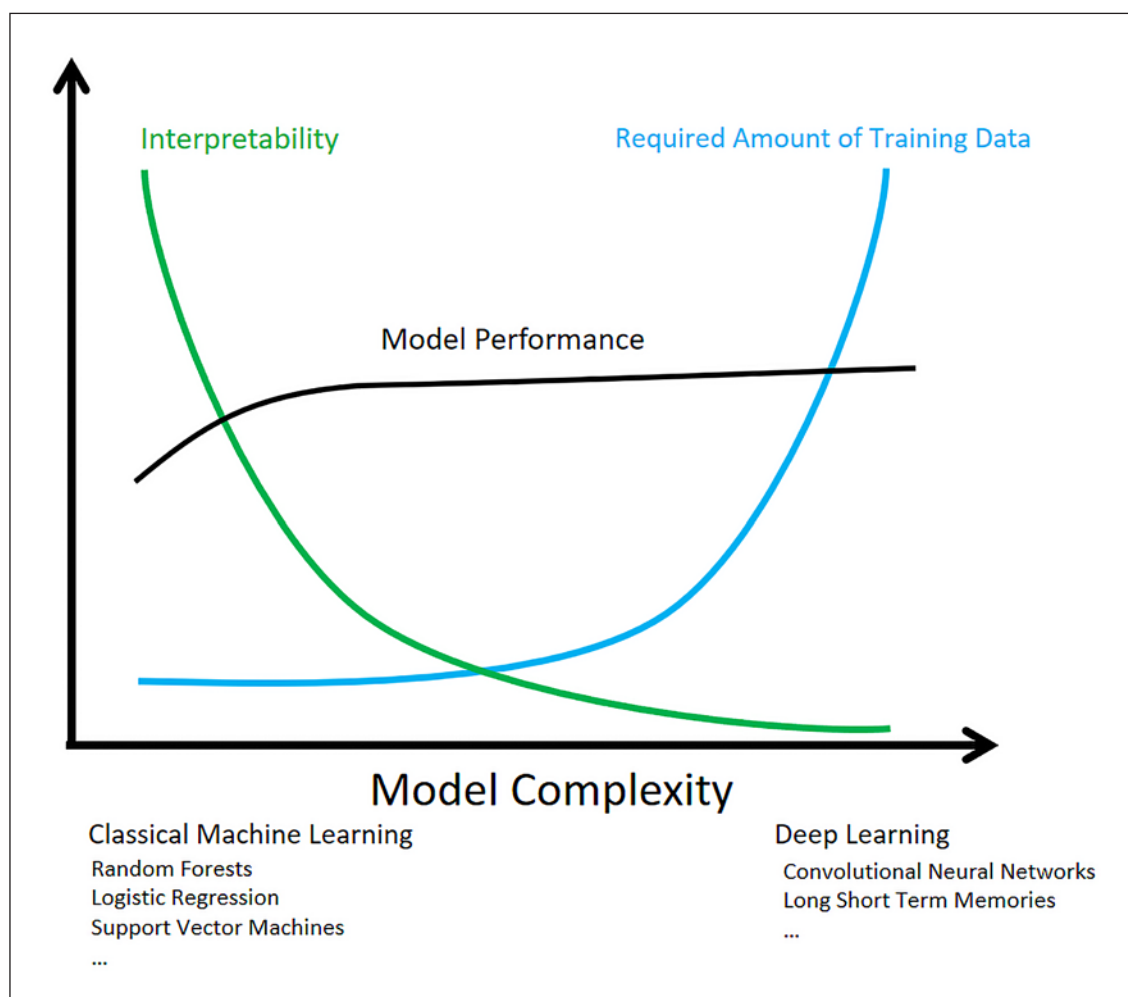 Interpretability
Required Amount of Training Data
Model Performance
Model Complexity
Classical Machine Learning
Random Forests
Logistic Regression
Support Vector Machines
...
Deep Learning
Convolutional Neural Networks
Long Short Term Memories
...